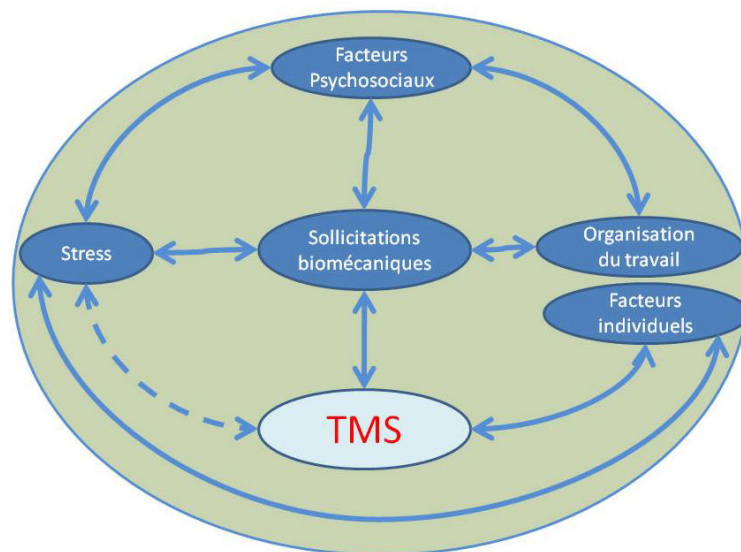 Facteurs
Psychosociaux
Stress
Sollicitations
biomécaniques
Organisation
du travail
Facteurs
individuels
TMS